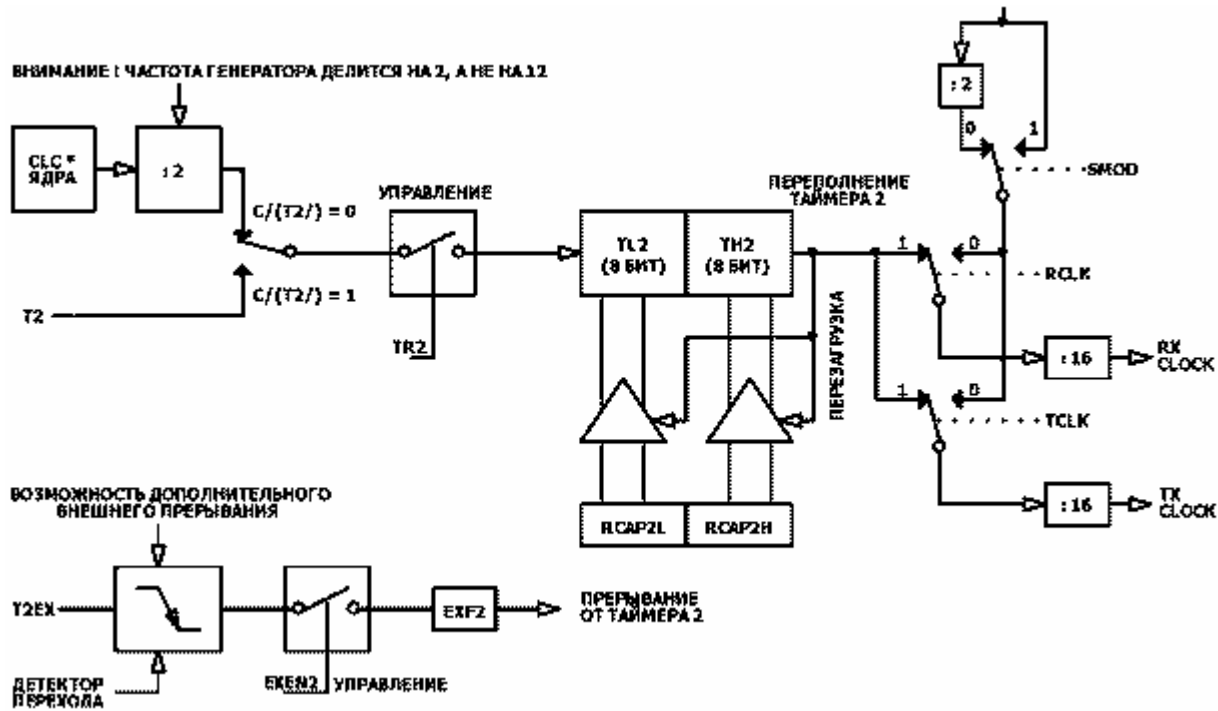 ВНИМАНИЕ ! ЧАСТОТА ГЕНЕРАТОРА ДЕЛИТСЯ НА 2, А НЕ НА 12
: 2
0
1
SMOD
CLC *
ЯДРА
: 2
C/(T2/) = 0
C/(T2/) = 1
T2
УПРАВЛЕНИЕ
TR2
TL2
(8 БИТ)
TH2
(8 БИТ)
ПЕРЕПОЛНЕНИЕ
ТАЙМЕРА 2
ПЕРЕЗАГРУЗКА
1
0
RCLK
: 16
RX
CLOCK
1
0
TCLK
: 16
TX
CLOCK
RCAP2L
RCAP2H
ВОЗМОЖНОСТЬ ДОПОЛНИТЕЛЬНОГО
ВНЕШНЕГО ПРЕРЫВАНИЯ
T2EX
EXF2
ПРЕРЫВАНИЕ
ОТ ТАЙМЕРА 2
ДЕТЕКТОР
ПЕРЕХОДА
EXEN2
УПРАВЛЕНИЕ